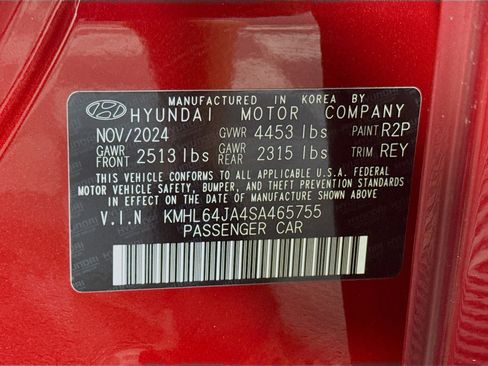 MANUFACTURED IN KOREA BY
HYUNDAI MOTOR COMPANY
NOV/2024 GVWR 4453 lbs PAINT R2P
GAWR FRONT 2513 lbs GAWR REAR 2315 lbs TRIM REY
THIS VEHICLE CONFORMS TO ALL APPLICABLE U.S.A. FEDERAL
MOTOR VEHICLE SAFETY, BUMPER, AND THEFT PREVENTION STANDARDS
IN EFFECT ON THE DATE OF MANUFACTURE SHOWN ABOVE.
V.I.N KMHL64JA4SA465755
PASSENGER CAR